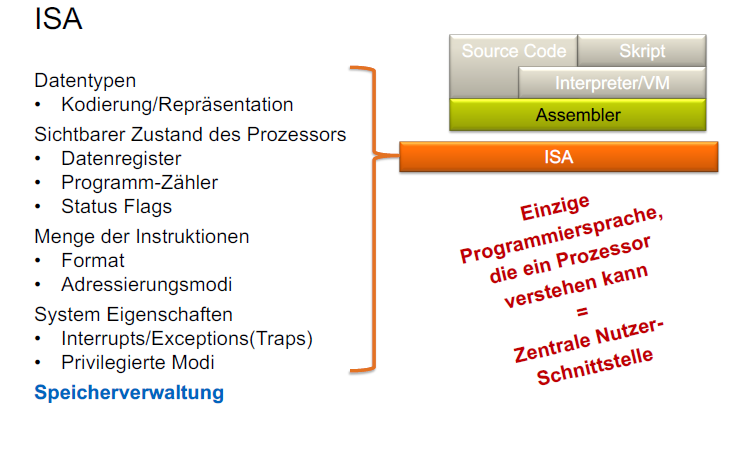 ISA
Datentypen
• Kodierung/Repräsentation
Sichtbarer Zustand des Prozessors
• Datenregister
• Programm-Zähler
• Status Flags
Menge der Instruktionen
• Format
• Adressierungsmodi
System Eigenschaften
• Interrupts/Exceptions(Traps)
• Privilegierte Modi
Speicherverwaltung
Source Code
Skript
Interpreter/VM
Assembler
ISA
Einzige
Programmiersprache,
die ein Prozessor
verstehen kann
=
Zentrale Nutzer-
Schnittstelle